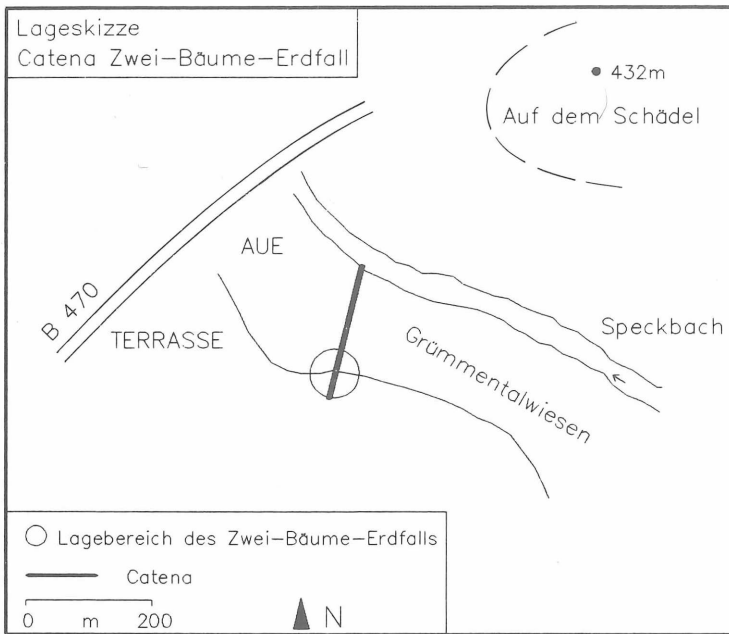 Lageskizze
Catena Zwei-Bäume-Erdfall
432m
Auf dem Schädel
AUE
B 470
TERRASSE
Speckbach
Grümmentalwiesen
Lagebereich des Zwei-Bäume-Erdfalls
Catena
0 m 200
N